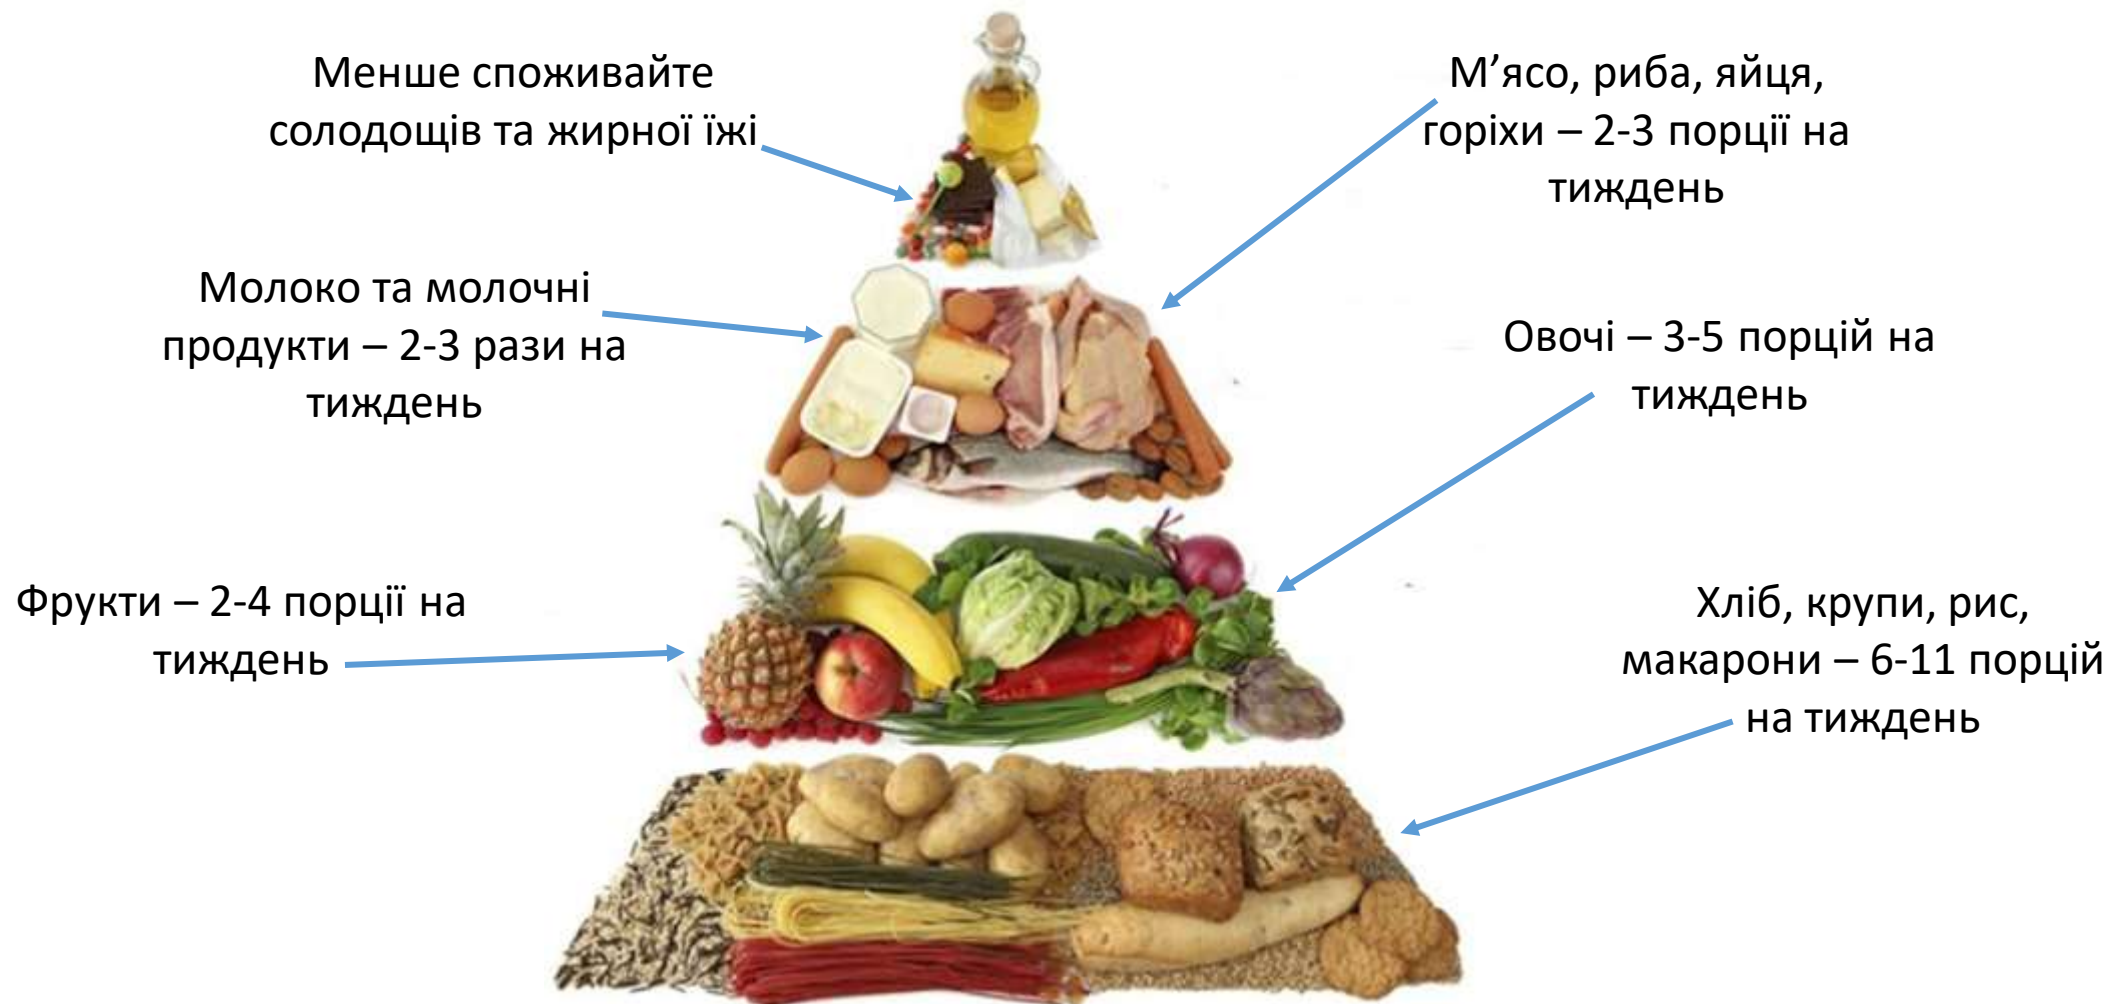 Менше споживайте
солодощів та жирної їжі
М’ясо, риба, яйця,
горіхи – 2-3 порції на
тиждень
Молоко та молочні
продукти – 2-3 рази на
тиждень
Овочі – 3-5 порцій на
тиждень
Фрукти – 2-4 порції на
тиждень
Хліб, крупи, рис,
макарони – 6-11 порцій
на тиждень